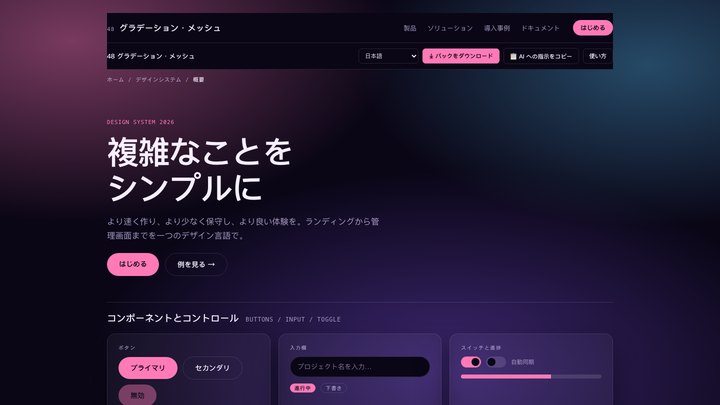 48 グラデーション・メッシュ
製品 ソリューション 導入事例 ドキュメント はじめる
48 グラデーション・メッシュ
日本語 ⤓ パックをダウンロード 📋 AI への指示をコピー 使い方
ホーム / デザインシステム / 概要
DESIGN SYSTEM 2026
複雑なことを
シンプルに
より速く作り、より少なく保守し、より良い体験を。ランディングから管
理画面までを一つのデザイン言語で。
はじめる 例を見る →
コンポーネントとコントロール BUTTONS / INPUT / TOGGLE
ボタン
プライマリ セカンダリ
無効
入力欄
プロジェクト名を入力...
進行中 下書き
スイッチと進捗
自動同期